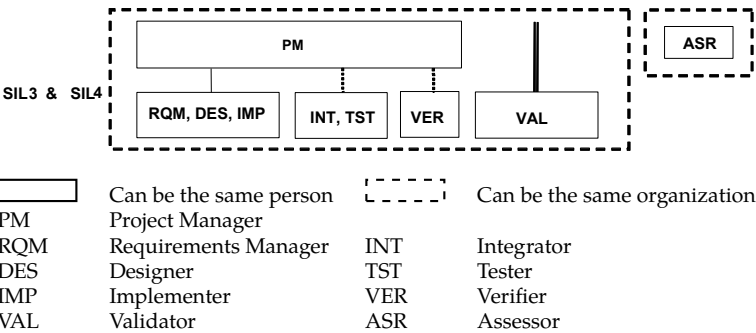 PM
ASR
SIL3 & SIL4
RQM, DES, IMP
INT, TST
VER
VAL
Can be the same person Can be the same organization
PM Project Manager
RQM Requirements Manager INT Integrator
DES Designer TST Tester
IMP Implementer VER Verifier
VAL Validator ASR Assessor